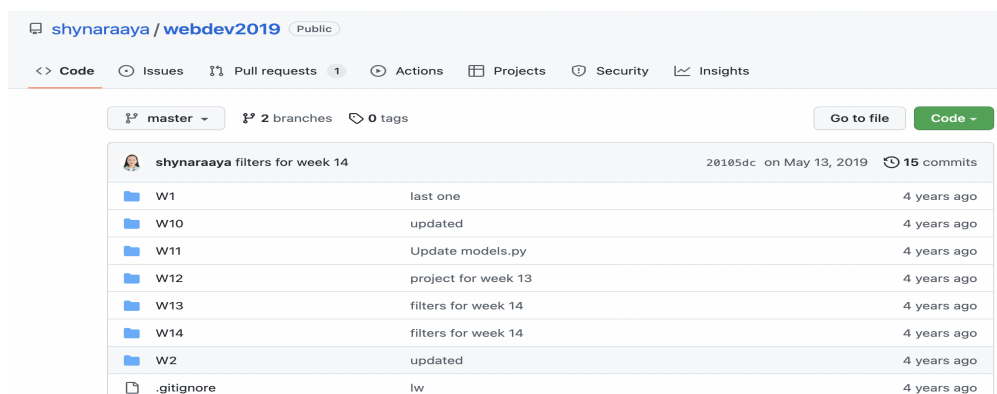 shynaraaya / webdev2019 Public
<> Code Issues Pull requests 1 Actions Projects Security Insights
master 2 branches 0 tags Go to file Code
shynaraaya filters for week 14 20105dc on May 13, 2019 15 commits
W1 last one 4 years ago
W10 updated 4 years ago
W11 Update models.py 4 years ago
W12 project for week 13 4 years ago
W13 filters for week 14 4 years ago
W14 filters for week 14 4 years ago
W2 updated 4 years ago
.gitignore lw 4 years ago